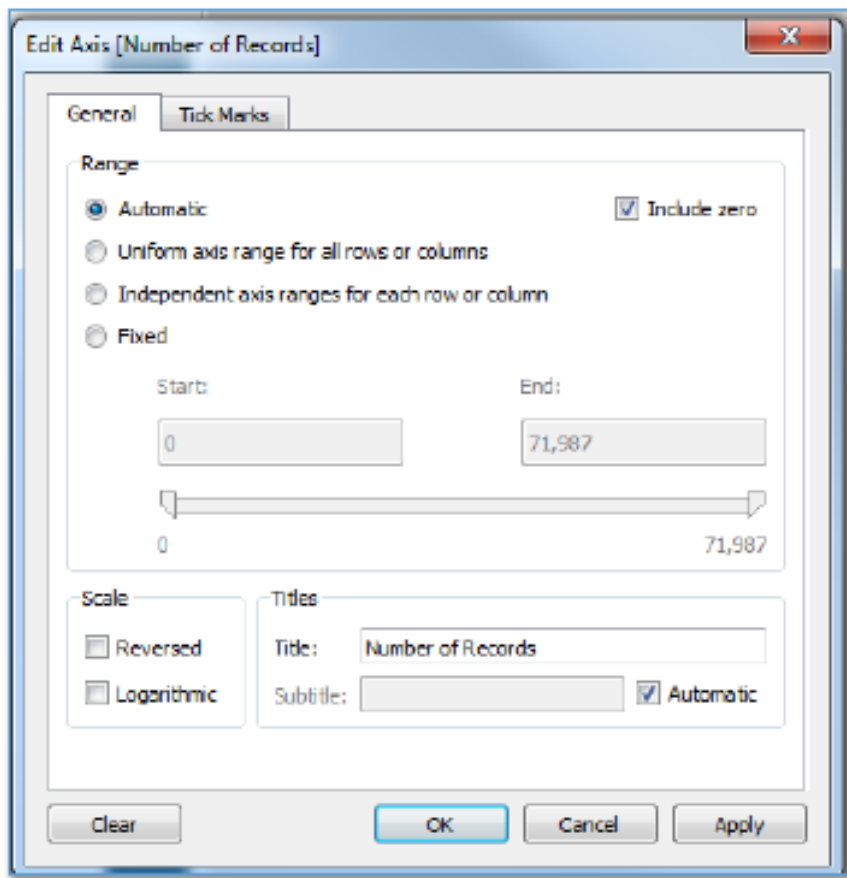 Edit Axis [Number of Records]
General Tick Marks
Range
Automatic Include zero
Uniform axis range for all rows or columns
Independent axis ranges for each row or column
Fixed
Start: End:
0 71,987
0 71,987
Scale Titles
Reversed Title: Number of Records
Logarithmic Subtitle: Automatic
Clear OK Cancel Apply